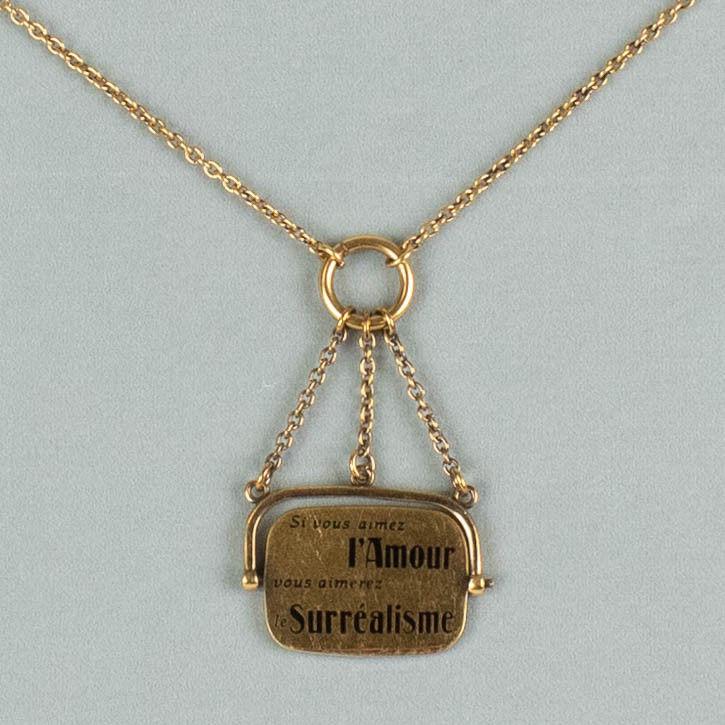 Si vous aimez
l'Amour
vous aimerez
le Surréalisme